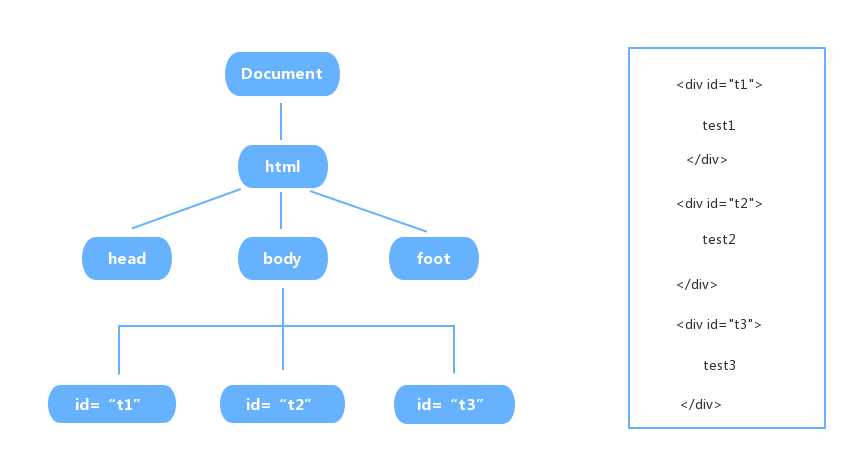 Document
html
head
body
foot
id= “t1”
id= “t2”
id= “t3”
<div id="t1">
test1
</div>
<div id="t2">
test2
</div>
<div id="t3">
test3
</div>